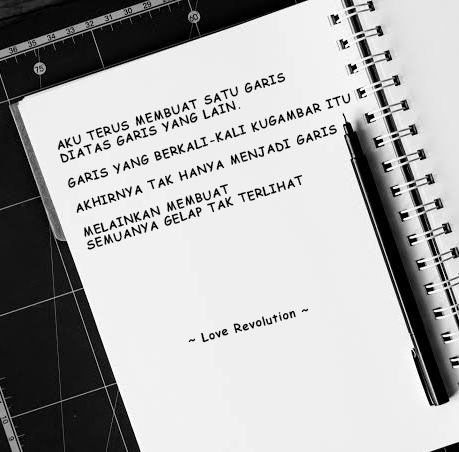 AKU TERUS MEMBUAT SATU GARIS
DIATAS GARIS YANG LAIN.
GARIS YANG BERKALI-KALI KUGAMBAR ITU
AKHIRNYA TAK HANYA MENJADI GARIS
MELAINKAN MEMBUAT
SEMUANYA GELAP TAK TERLIHAT
~ Love Revolution ~
36 35 34 33 32 31 30 29 28
75
60